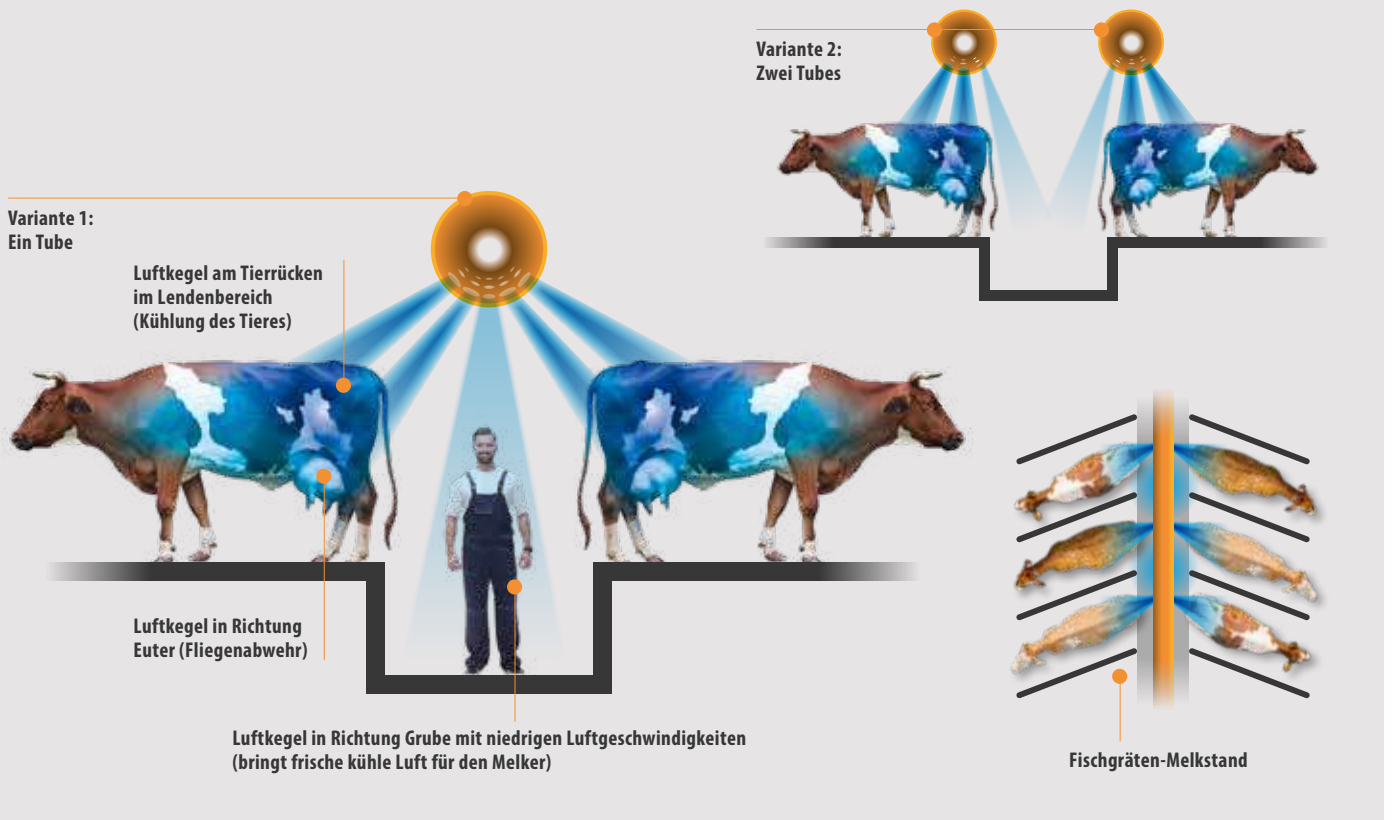 Variante 1:
Ein Tube
Luftkegel am Tierrücken
im Lendenbereich
(Kühlung des Tieres)
Luftkegel in Richtung
Euter (Fliegenabwehr)
Luftkegel in Richtung Grube mit niedrigen Luftgeschwindigkeiten
(bringt frische kühle Luft für den Melker)
Variante 2:
Zwei Tubes
Fischgräten-Melkstand